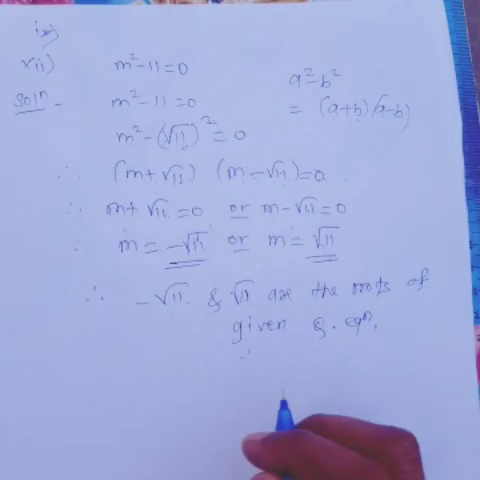 ix)
xii) m²-11=0
Soln- m²-11=0
a²-b²
= (a+b)(a-b)
m²-(√11)²=0
∴ (m+√11) (m-√11)=0
∴ m+√11=0 or m-√11=0
∴ m=-√11 or m=√11
∴ -√11 & √11 are the roots of
given Q. eqn.
∴